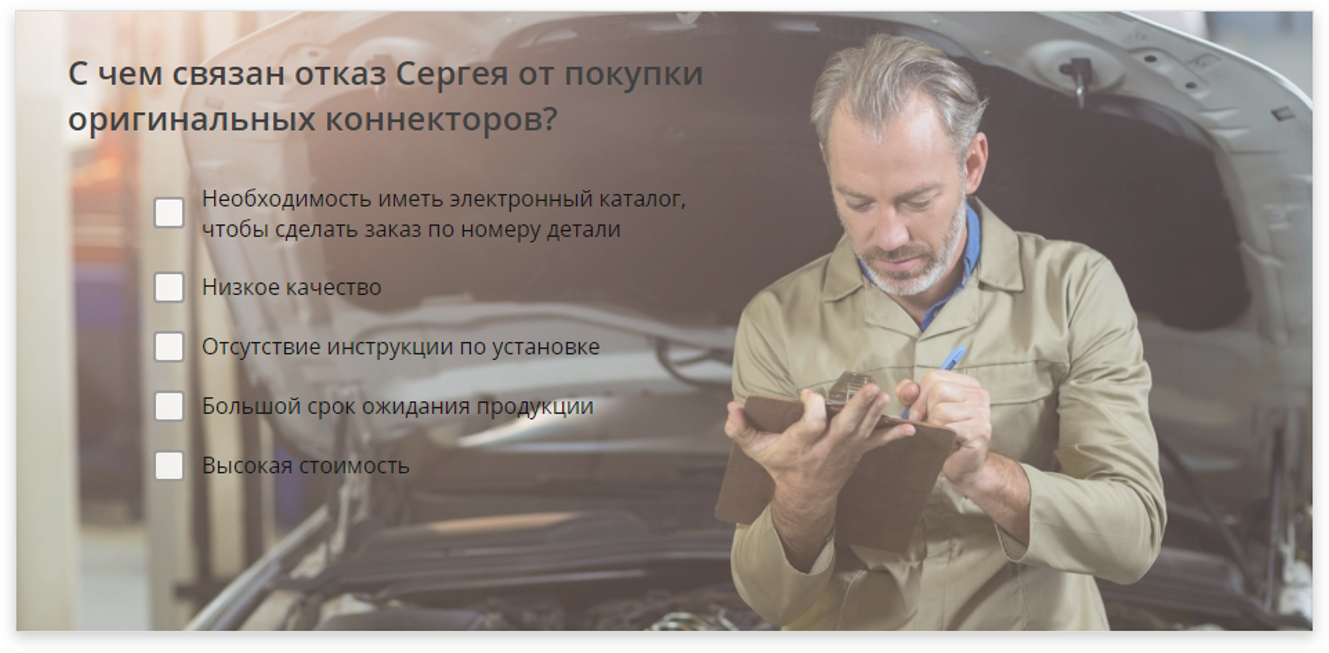 С чем связан отказ Сергея от покупки
оригинальных коннекторов?
Необходимость иметь электронный каталог,
чтобы сделать заказ по номеру детали
Низкое качество
Отсутствие инструкции по установке
Большой срок ожидания продукции
Высокая стоимость